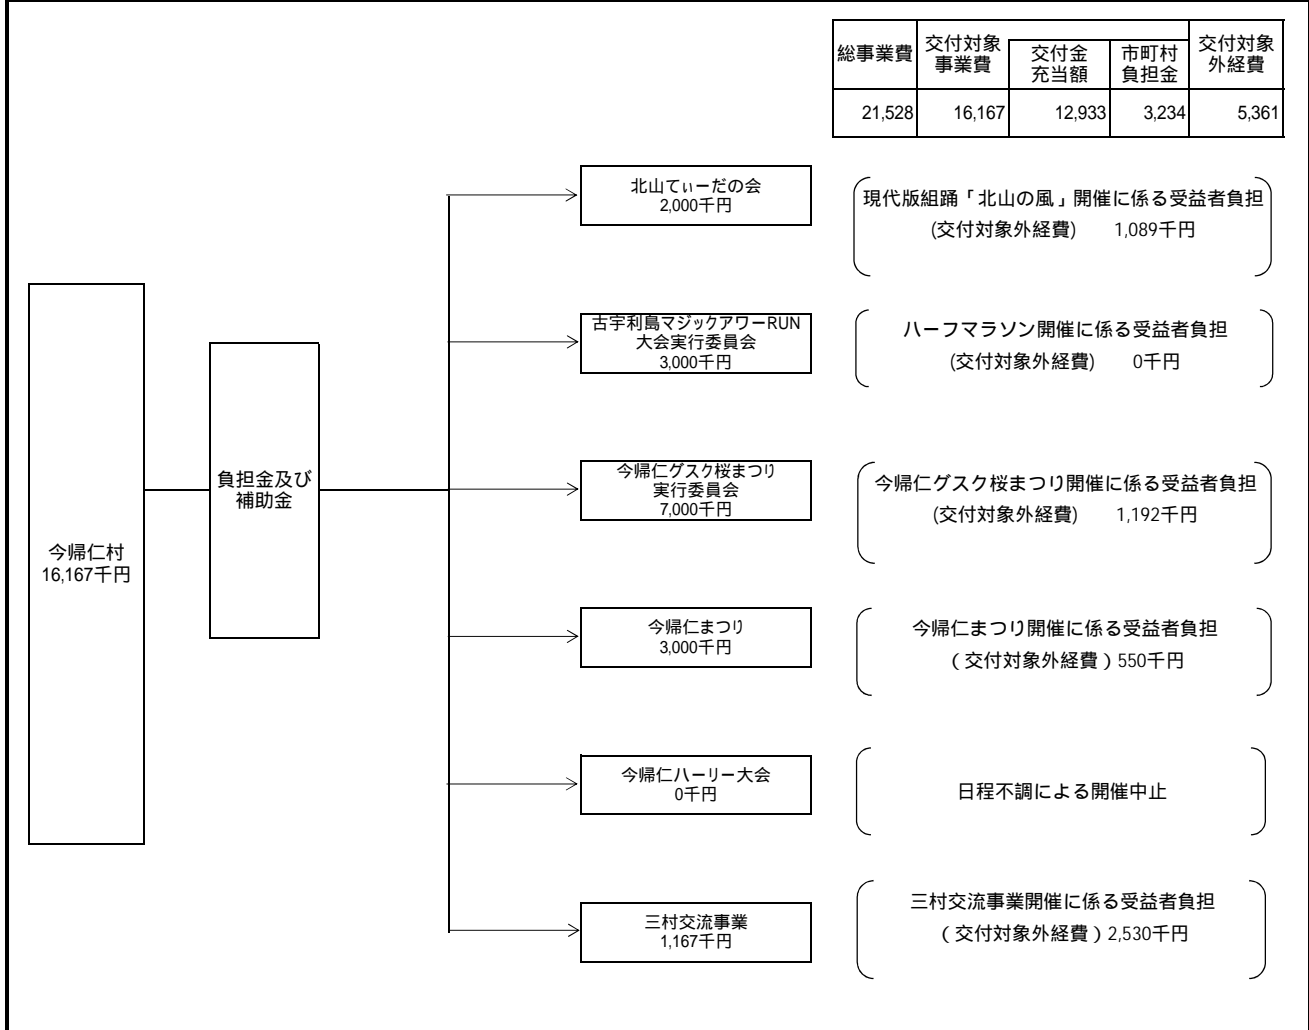 総事業費
交付対象
事業費
交付金
充当額
市町村
負担金
交付対象
外経費
21,528
16,167
12,933
3,234
5,361
北山てぃーだの会
2,000千円
現代版組踊「北山の風」開催に係る受益者負担
(交付対象外経費) 1,089千円
古宇利島マジックアワーRUN
大会実行委員会
3,000千円
ハーフマラソン開催に係る受益者負担
(交付対象外経費) 0千円
今帰仁村
16,167千円
負担金及び
補助金
今帰仁グスク桜まつり
実行委員会
7,000千円
今帰仁グスク桜まつり開催に係る受益者負担
(交付対象外経費) 1,192千円
今帰仁まつり
3,000千円
今帰仁まつり開催に係る受益者負担
（交付対象外経費）550千円
今帰仁ハーリー大会
0千円
日程不調による開催中止
三村交流事業
1,167千円
三村交流事業開催に係る受益者負担
（交付対象外経費）2,530千円